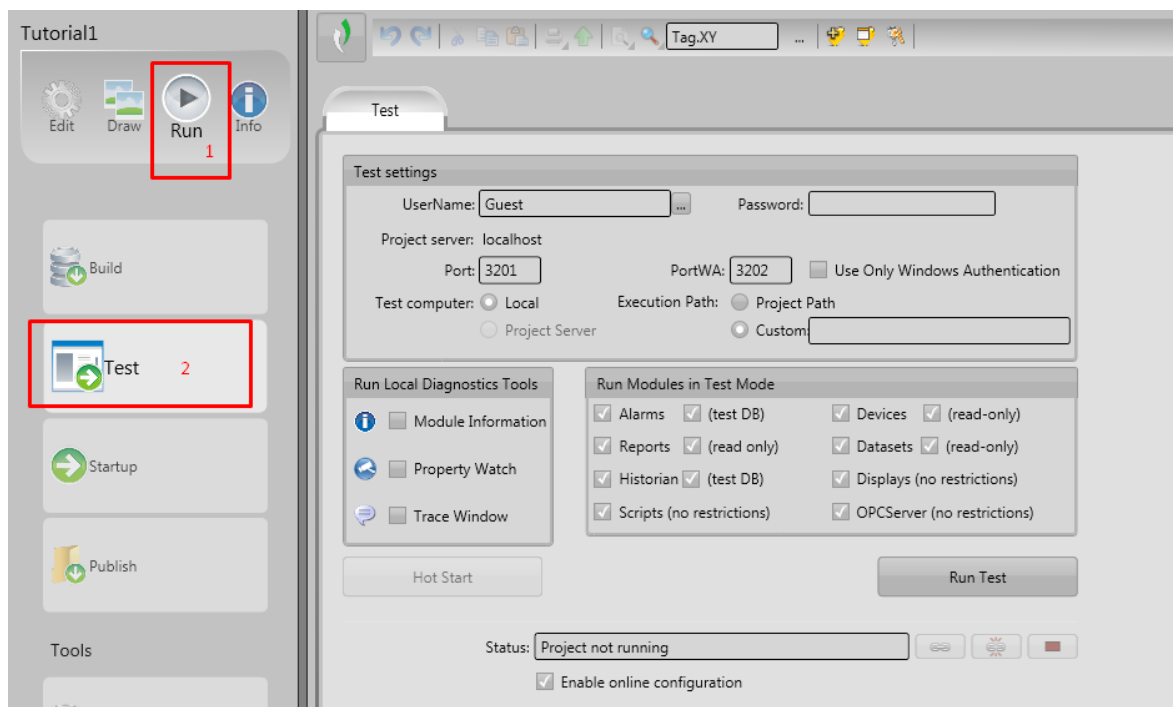 Tutorial1
Edit Draw Run Info
1
Build
Test 2
Startup
Publish
Tools
Tag.XY ...
Test
Test settings
UserName: Guest ... Password:
Project server: localhost
Port: 3201 PortWA: 3202 Use Only Windows Authentication
Test computer: Local Execution Path: Project Path
Project Server Custom:
Run Local Diagnostics Tools
Module Information
Property Watch
Trace Window
Run Modules in Test Mode
Alarms (test DB) Devices (read-only)
Reports (read only) Datasets (read-only)
Historian (test DB) Displays (no restrictions)
Scripts (no restrictions) OPCServer (no restrictions)
Hot Start Run Test
Status: Project not running
Enable online configuration